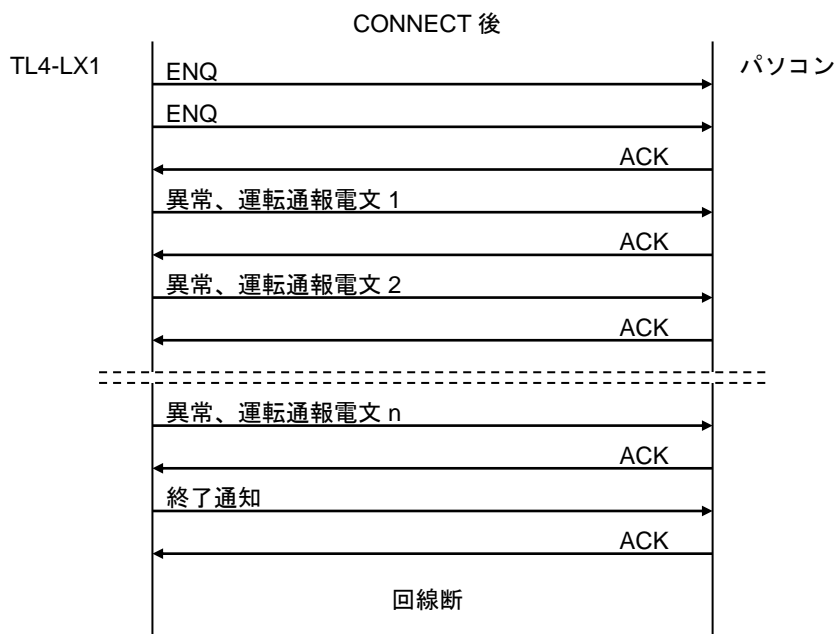 CONNECT 後
TL4-LX1
パソコン
ENQ
ENQ
ACK
異常、運転通報電文 1
ACK
異常、運転通報電文 2
ACK
異常、運転通報電文 n
ACK
終了通知
ACK
回線断